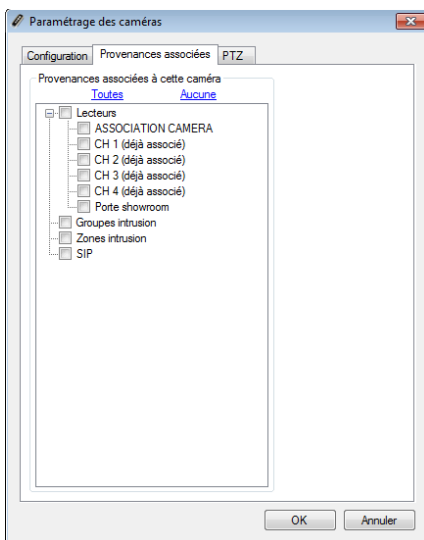 Paramétrage des caméras
Configuration Provenances associées PTZ
Provenances associées à cette caméra
Toutes Aucune
Lecteurs
ASSOCIATION CAMERA
CH 1 (déjà associé)
CH 2 (déjà associé)
CH 3 (déjà associé)
CH 4 (déjà associé)
Porte showroom
Groupes intrusion
Zones intrusion
SIP
OK Annuler